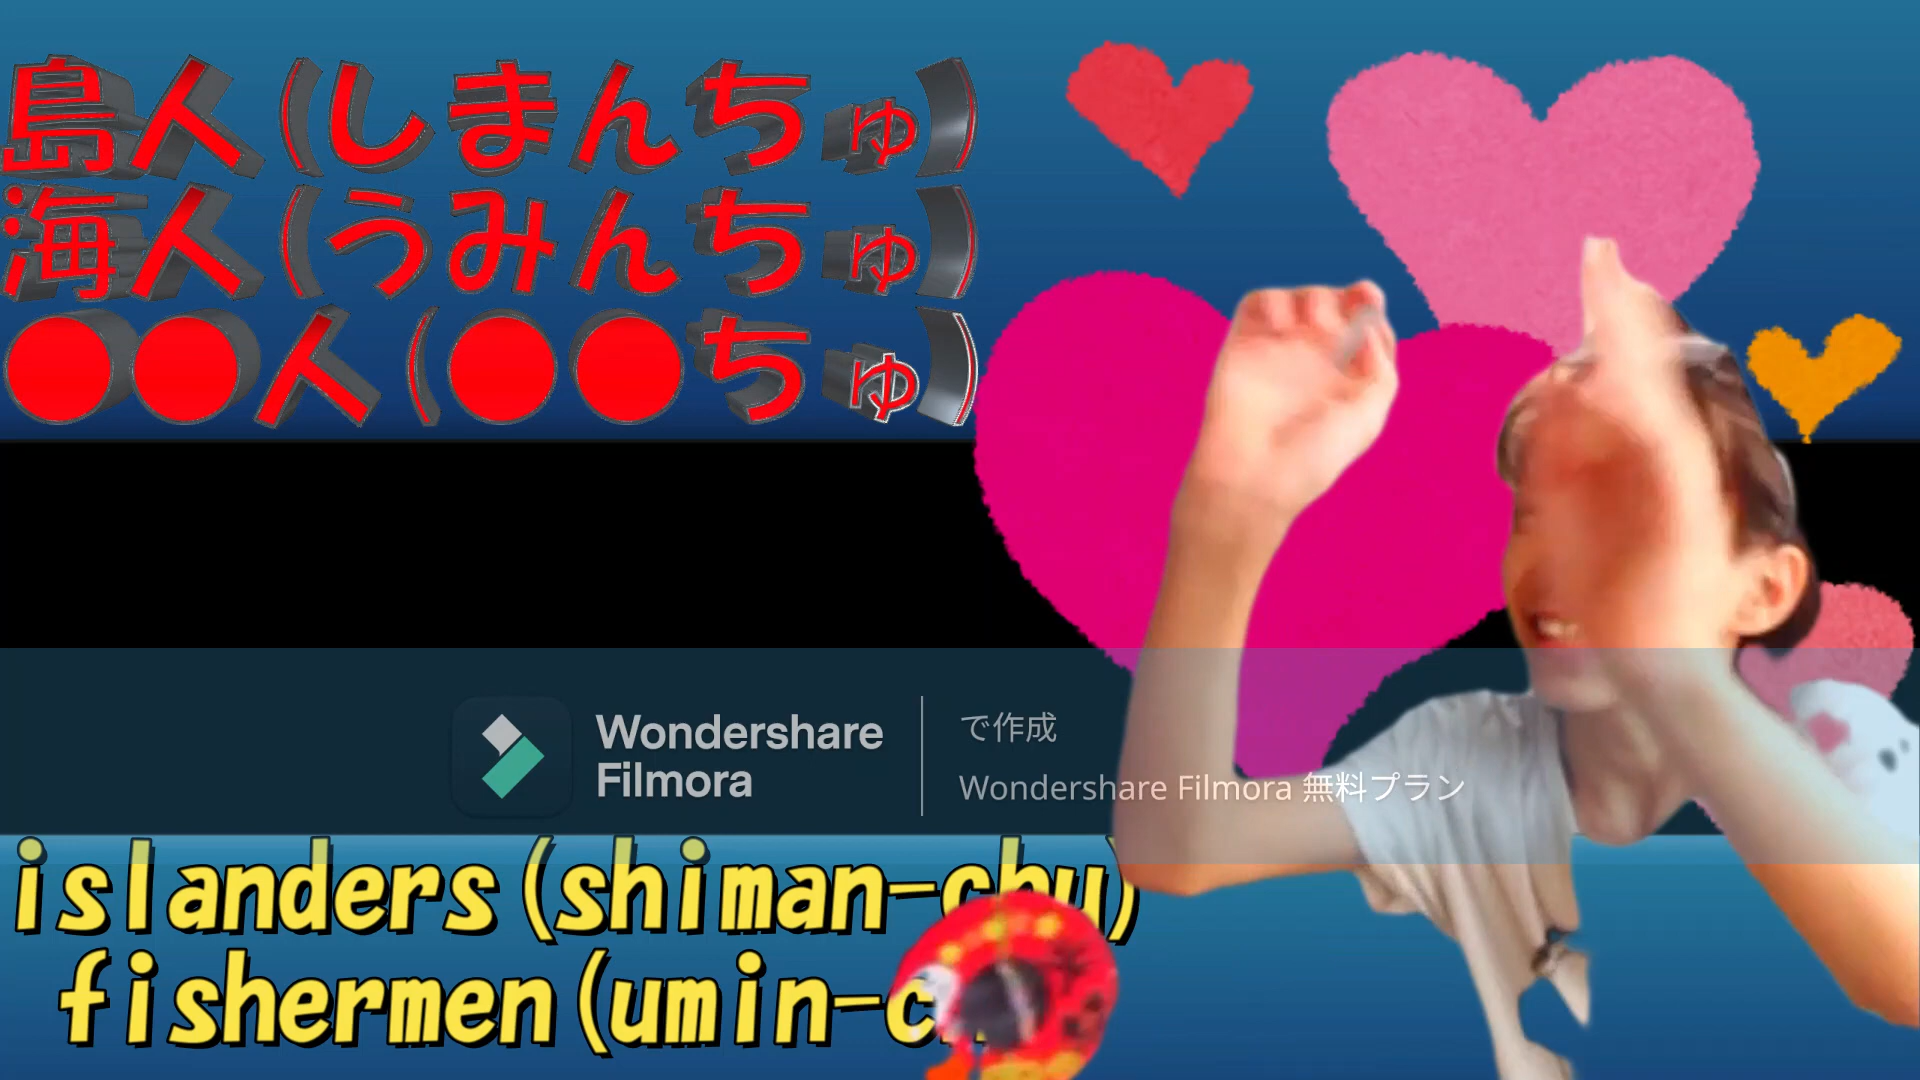 島人(しまんちゅ)
海人(うみんちゅ)
●●人(●●ちゅ)
Wondershare
Filmora
で作成
Wondershare Filmora 無料プラン
islanders(shiman-chu)
fishermen(umin-c